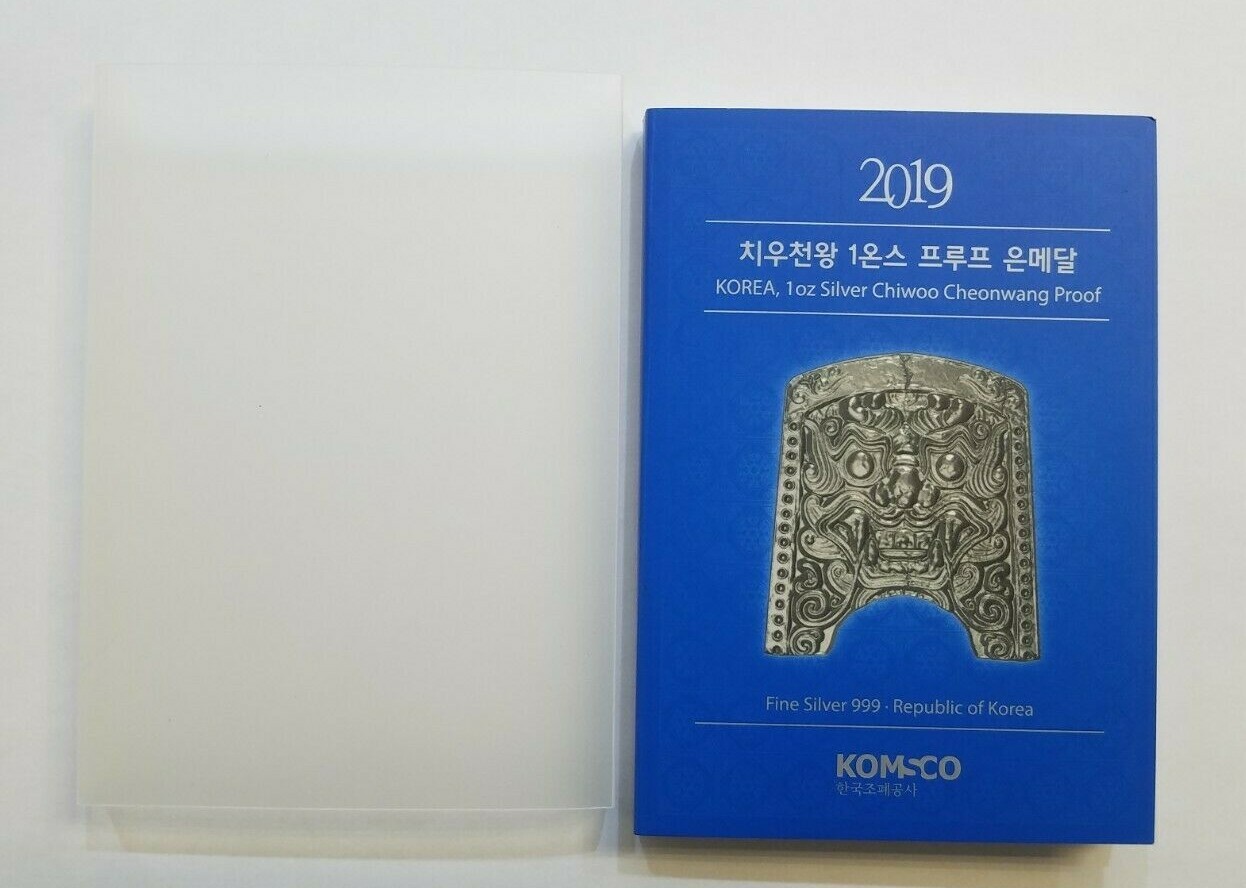 2019
치우천왕 1온스 프루프 은메달
KOREA, 1oz Silver Chiwoo Cheonwang Proof
Fine Silver 999 · Republic of Korea
KOMSCO
한국조폐공사